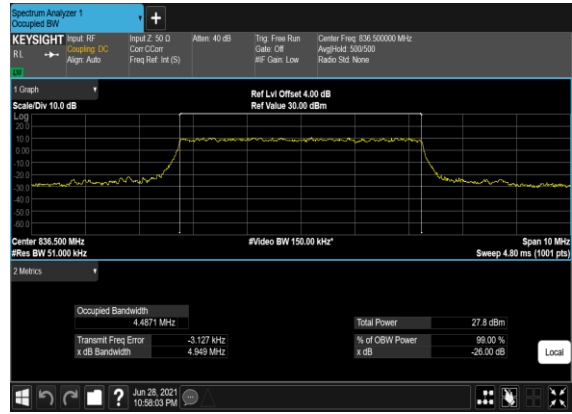 Spectrum Analyzer 1
Occupied BW
+
KEYSIGHT Input: RF Input Z: 50 Ω Atten: 40 dB Trig: Free Run Center Freq: 836.500000 MHz
RL Coupling: DC Corr CCorr Gate: Off Avg|Hold: 500/500
Align: Auto Freq Ref: Int (S) #IF Gain: Low Radio Std: None
LW
1 Graph
Ref Lvl Offset 4.00 dB
Scale/Div 10.0 dB Ref Value 30.00 dBm
Log
20.0
10.0
0.00
-10.0
-20.0
-30.0
-40.0
-50.0
-60.0
Center 836.500 MHz #Video BW 150.00 kHz* Span 10 MHz
#Res BW 51.000 kHz Sweep 4.80 ms (1001 pts)
2 Metrics
Occupied Bandwidth
4.4871 MHz Total Power 27.8 dBm
Transmit Freq Error -3.127 kHz % of OBW Power 99.00 %
x dB Bandwidth 4.949 MHz x dB -26.00 dB
Local
? Jun 28, 2021
10:58:03 PM